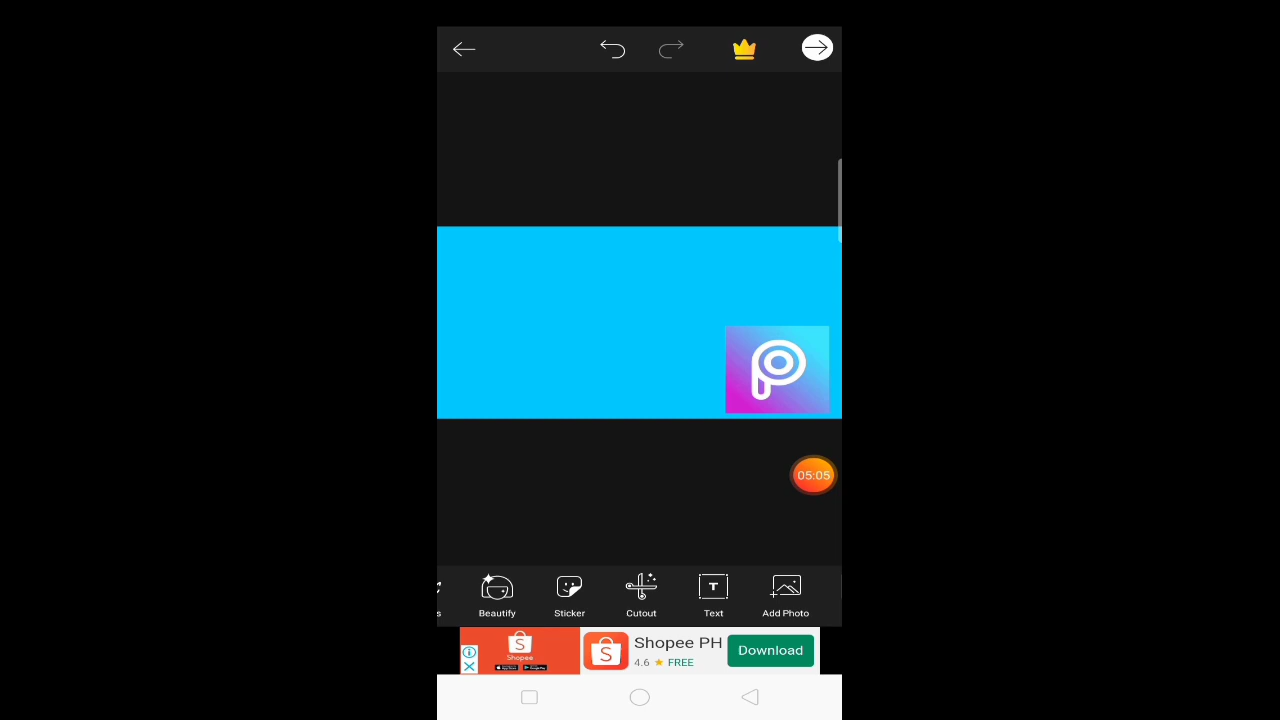 05:05
s
Beautify
Sticker
Cutout
Text
Add Photo
Shopee
Shopee PH
4.6 ★ FREE
Download